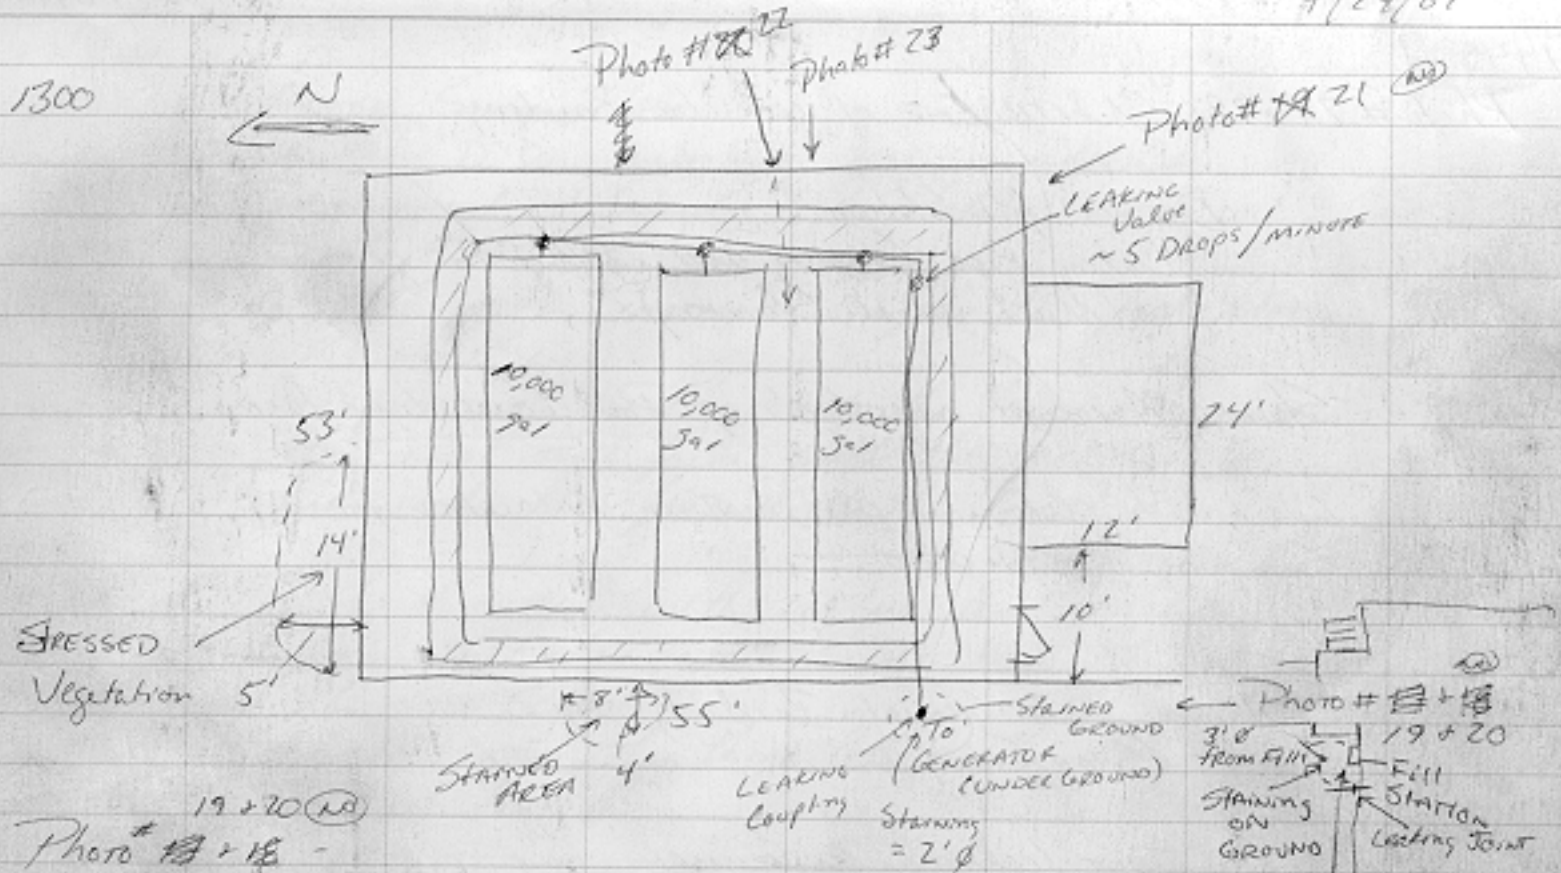 1300
N
Photo # 22
Photo # 23
Photo # 21
LEAKING
Valve
~ 5 DROPS/MINUTE
10,000
gal
10,000
gal
10,000
gal
53'
14'
24'
12'
10'
STRESSED
Vegetation
5'
8'
55'
4'
STAINED
AREA
STAINED
GROUND
To
GENERATOR
(UNDERGROUND)
LEAKING
Coupling
Staining
= 2'ø
Photo #
19 + 20
3'ø
FROM Fill
Fill
STATION
STAINING
ON
GROUND
Leaking JOINT
19 + 20
Photo #